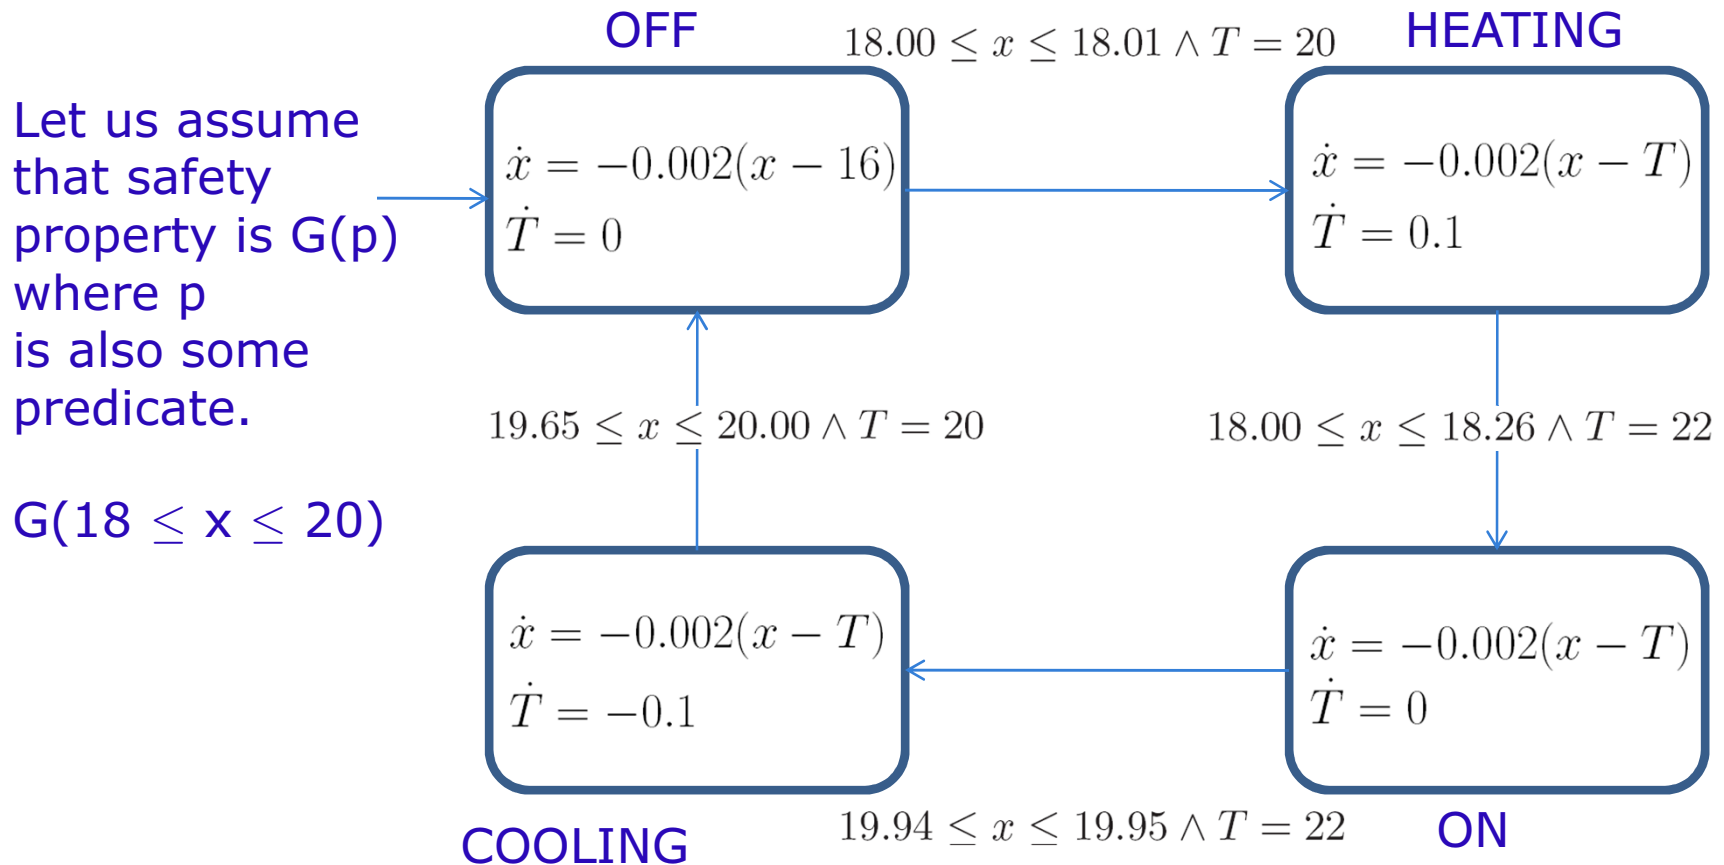 OFF
18.00 ≤ x ≤ 18.01 ∧ T = 20
HEATING
Let us assume
that safety
property is G(p)
where p
is also some
predicate.
G(18 ≤ x ≤ 20)
ẋ = −0.002(x − 16)
Ṫ = 0
ẋ = −0.002(x − T)
Ṫ = 0.1
19.65 ≤ x ≤ 20.00 ∧ T = 20
18.00 ≤ x ≤ 18.26 ∧ T = 22
ẋ = −0.002(x − T)
Ṫ = −0.1
ẋ = −0.002(x − T)
Ṫ = 0
COOLING
19.94 ≤ x ≤ 19.95 ∧ T = 22
ON